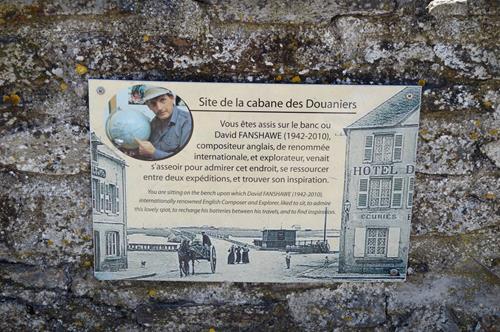 Site de la cabane des Douaniers
Vous êtes assis sur le banc ou
David FANSHAWE (1942-2010),
compositeur anglais, de renommée
internationale, et explorateur, venait
s'asseoir pour admirer cet endroit, se ressourcer
entre deux expéditions, et trouver son inspiration.
You are sitting on the bench upon which David FANSHAWE (1942-2010),
internationally renowned English Composer and Explorer, liked to sit, to admire
this lovely spot, to recharge his batteries between his travels, and to find inspiration.
HOTEL D
ECURIES